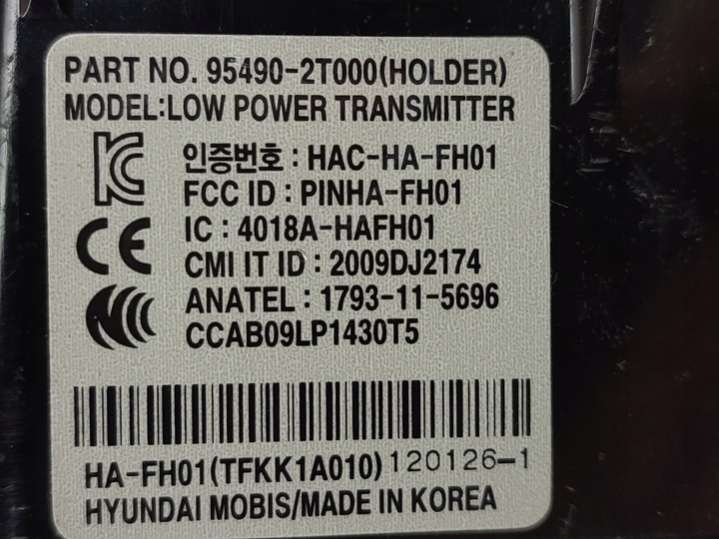 PART NO. 95490-2T000(HOLDER)
MODEL:LOW POWER TRANSMITTER
인증번호 : HAC-HA-FH01
FCC ID : PINHA-FH01
IC : 4018A-HAFH01
CMI IT ID : 2009DJ2174
ANATEL : 1793-11-5696
CCAB09LP1430T5
HA-FH01(TFKK1A010) 120126-1
HYUNDAI MOBIS/MADE IN KOREA